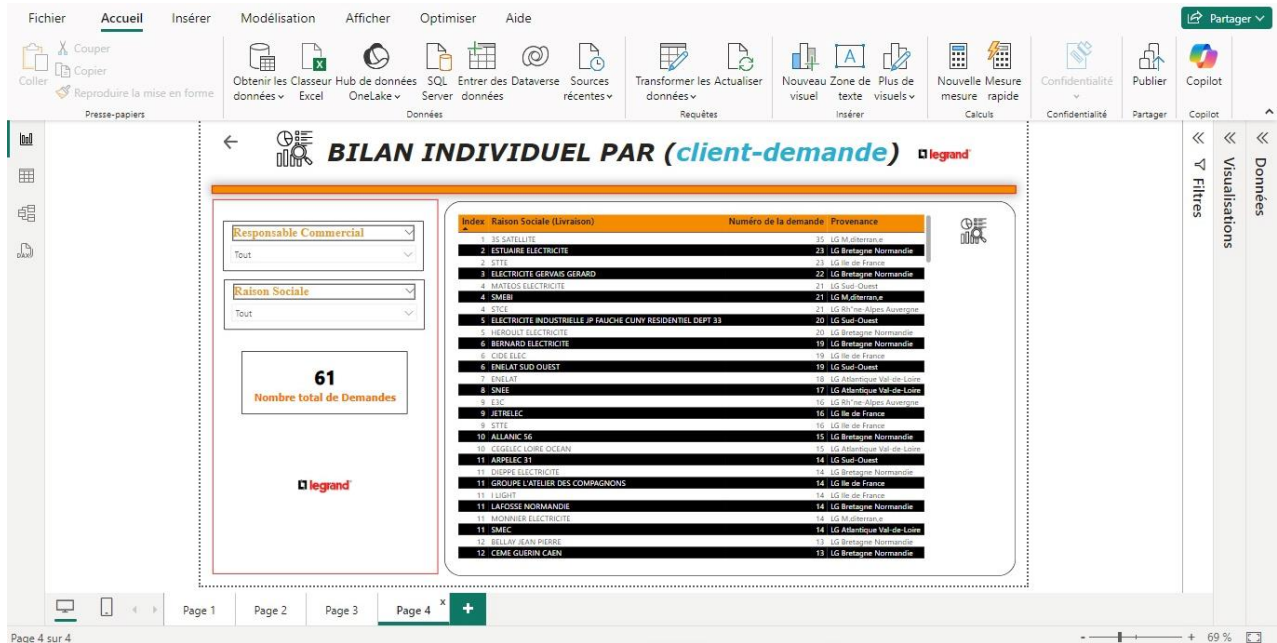 Fichier Accueil Insérer Modélisation Afficher Optimiser Aide Partager
Coller
Couper
Copier
Reproduire la mise en forme
Obtenir les données
Classeur Excel
Hub de données OneLake
SQL Server
Entrer des données
Dataverse
Sources récentes
Transformer les données
Actualiser
Nouveau visuel
Zone de texte
Plus de visuels
Nouvelle mesure
Mesure rapide
Confidentialité
Publier
Copilot
Presse-papiers Données Requêtes Insérer Calculs Confidentialité Partager Copilot
BILAN INDIVIDUEL PAR (client-demande) legrand
Filtres
Visualisations
Données
Responsable Commercial
Tout
Raison Sociale
Tout
61
Nombre total de Demandes
legrand
Index Raison Sociale (Livraison) Numéro de la demande Provenance
1 3S SATELLITE 35 LG M,diterran,e
2 ESTUAIRE ELECTRICITE 23 LG Bretagne Normandie
2 STTE 23 LG Ile de France
3 ELECTRICITE GERVAIS GERARD 22 LG Bretagne Normandie
4 MATEOS ELECTRICITE 21 LG Sud-Ouest
4 SMEBI 21 LG M,diterran,e
4 STCE 21 LG Rh"ne-Alpes Auvergne
5 ELECTRICITE INDUSTRIELLE JP FAUCHE CUNY RESIDENTIEL DEPT 33 20 LG Sud-Ouest
5 HEROULT ELECTRICITE 20 LG Bretagne Normandie
6 BERNARD ELECTRICITE 19 LG Bretagne Normandie
6 CIDE ELEC 19 LG Ile de France
6 ENELAT SUD OUEST 19 LG Sud-Ouest
7 ENELAT 18 LG Atlantique Val-de-Loire
8 SNEE 17 LG Atlantique Val-de-Loire
9 E3C 16 LG Rh"ne-Alpes Auvergne
9 JETRELEC 16 LG Ile de France
9 STTE 16 LG Ile de France
10 ALLANIC 56 15 LG Bretagne Normandie
10 CEGELEC LOIRE OCEAN 15 LG Atlantique Val-de-Loire
11 ARPELEC 31 14 LG Sud-Ouest
11 DIEPPE ELECTRICITE 14 LG Bretagne Normandie
11 GROUPE L'ATELIER DES COMPAGNONS 14 LG Ile de France
11 I LIGHT 14 LG Ile de France
11 LAFOSSE NORMANDIE 14 LG Bretagne Normandie
11 MONNIER ELECTRICITE 14 LG M,diterran,e
11 SMEC 14 LG Atlantique Val-de-Loire
12 BELLAY JEAN PIERRE 13 LG Bretagne Normandie
12 CEME GUERIN CAEN 13 LG Bretagne Normandie
Page 1 Page 2 Page 3 Page 4 x +
Page 4 sur 4 - + 69 %